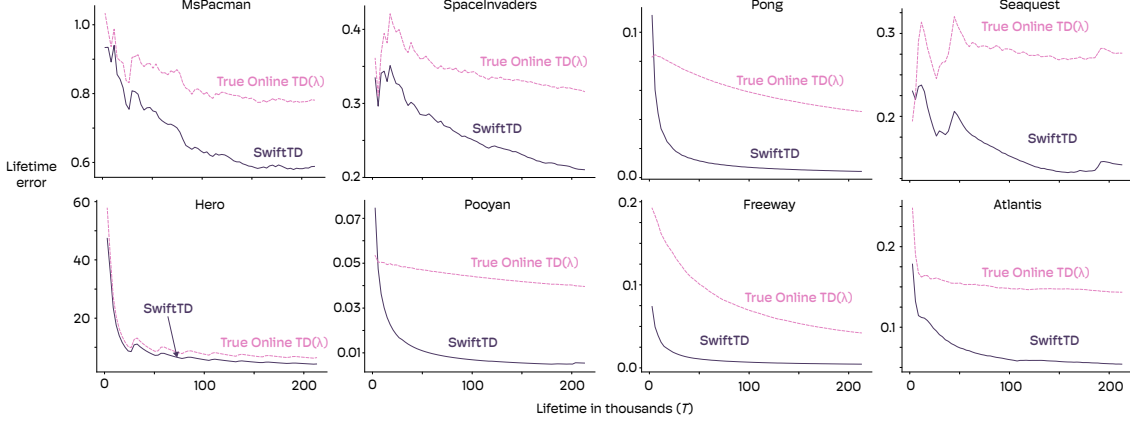 MsPacman
SpaceInvaders
Pong
Seaquest
1.0
0.8
0.6
True Online TD(λ)
SwiftTD
0.4
0.3
0.2
True Online TD(λ)
SwiftTD
0.1
0.0
True Online TD(λ)
SwiftTD
0.3
0.2
True Online TD(λ)
SwiftTD
Lifetime
error
Hero
Pooyan
Freeway
Atlantis
60
40
20
SwiftTD
True Online TD(λ)
0
100
200
0.07
0.05
0.03
0.01
True Online TD(λ)
SwiftTD
0
100
200
0.2
0.1
0.0
True Online TD(λ)
SwiftTD
0
100
200
0.2
0.1
True Online TD(λ)
SwiftTD
0
100
200
Lifetime in thousands (T)